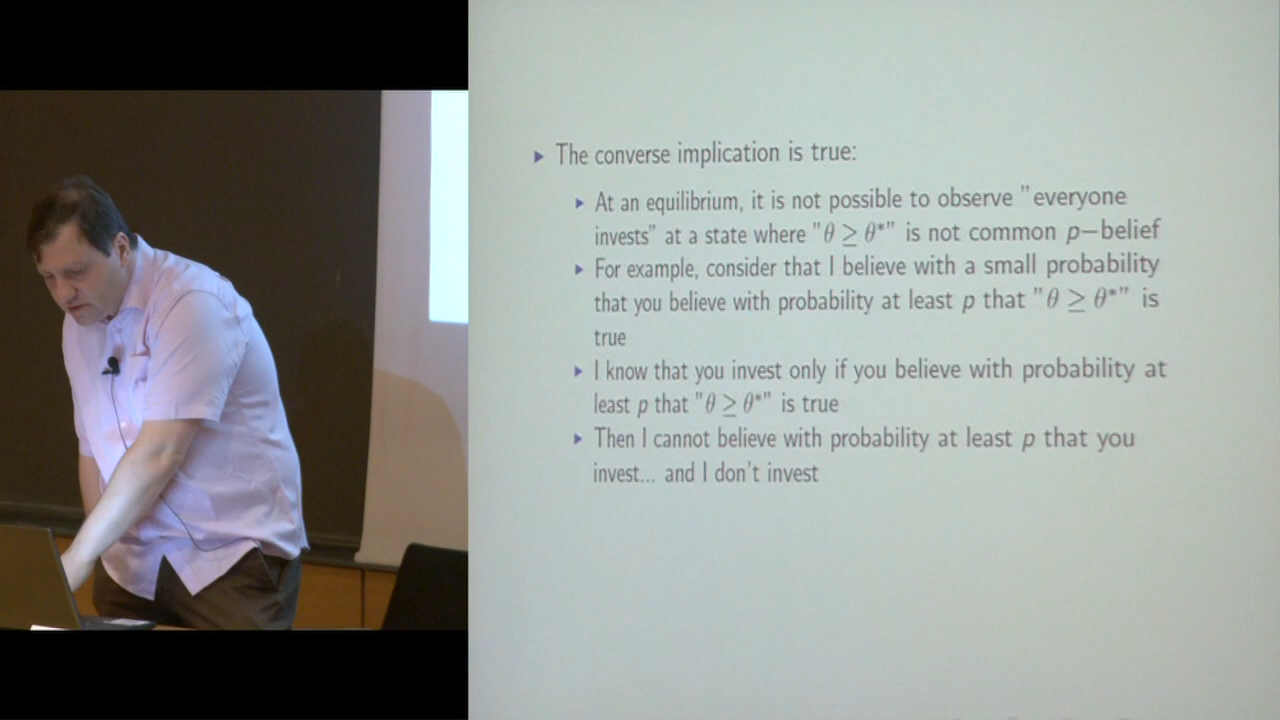 The converse implication is true:
At an equilibrium, it is not possible to observe "everyone
invests" at a state where "θ ≥ θ*" is not common p−belief
For example, consider that I believe with a small probability
that you believe with probability at least p that "θ ≥ θ*" is
true
I know that you invest only if you believe with probability at
least p that "θ ≥ θ*" is true
Then I cannot believe with probability at least p that you
invest... and I don't invest